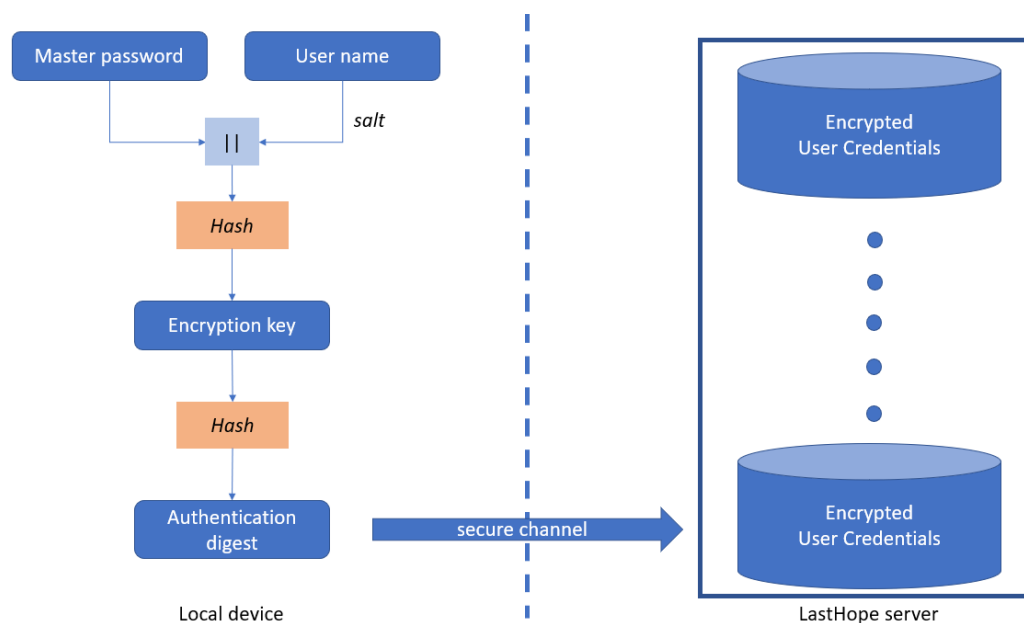 Master password
User name
salt
||
Hash
Encryption key
Hash
Authentication
digest
secure channel
Local device
Encrypted
User Credentials
Encrypted
User Credentials
LastHope server